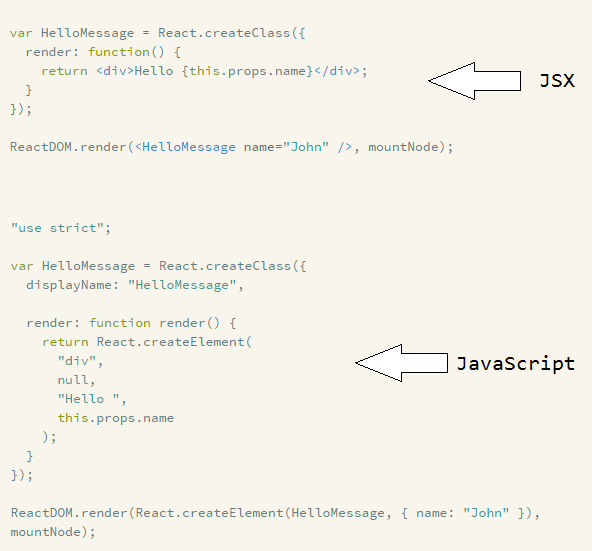 var HelloMessage = React.createClass({
  render: function() {
    return <div>Hello {this.props.name}</div>;
  }
});
JSX
ReactDOM.render(<HelloMessage name="John" />, mountNode);
"use strict";
var HelloMessage = React.createClass({
  displayName: "HelloMessage",
  render: function render() {
    return React.createElement(
      "div",
      null,
      "Hello ",
      this.props.name
    );
  }
});
JavaScript
ReactDOM.render(React.createElement(HelloMessage, { name: "John" }),
mountNode);